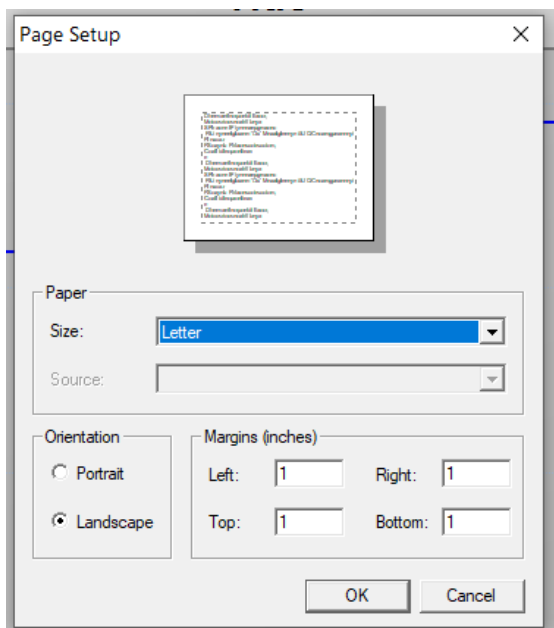 Page Setup
Paper
Size: Letter
Source:
Orientation
Portrait
Landscape
Margins (inches)
Left: 1 Right: 1
Top: 1 Bottom: 1
OK Cancel